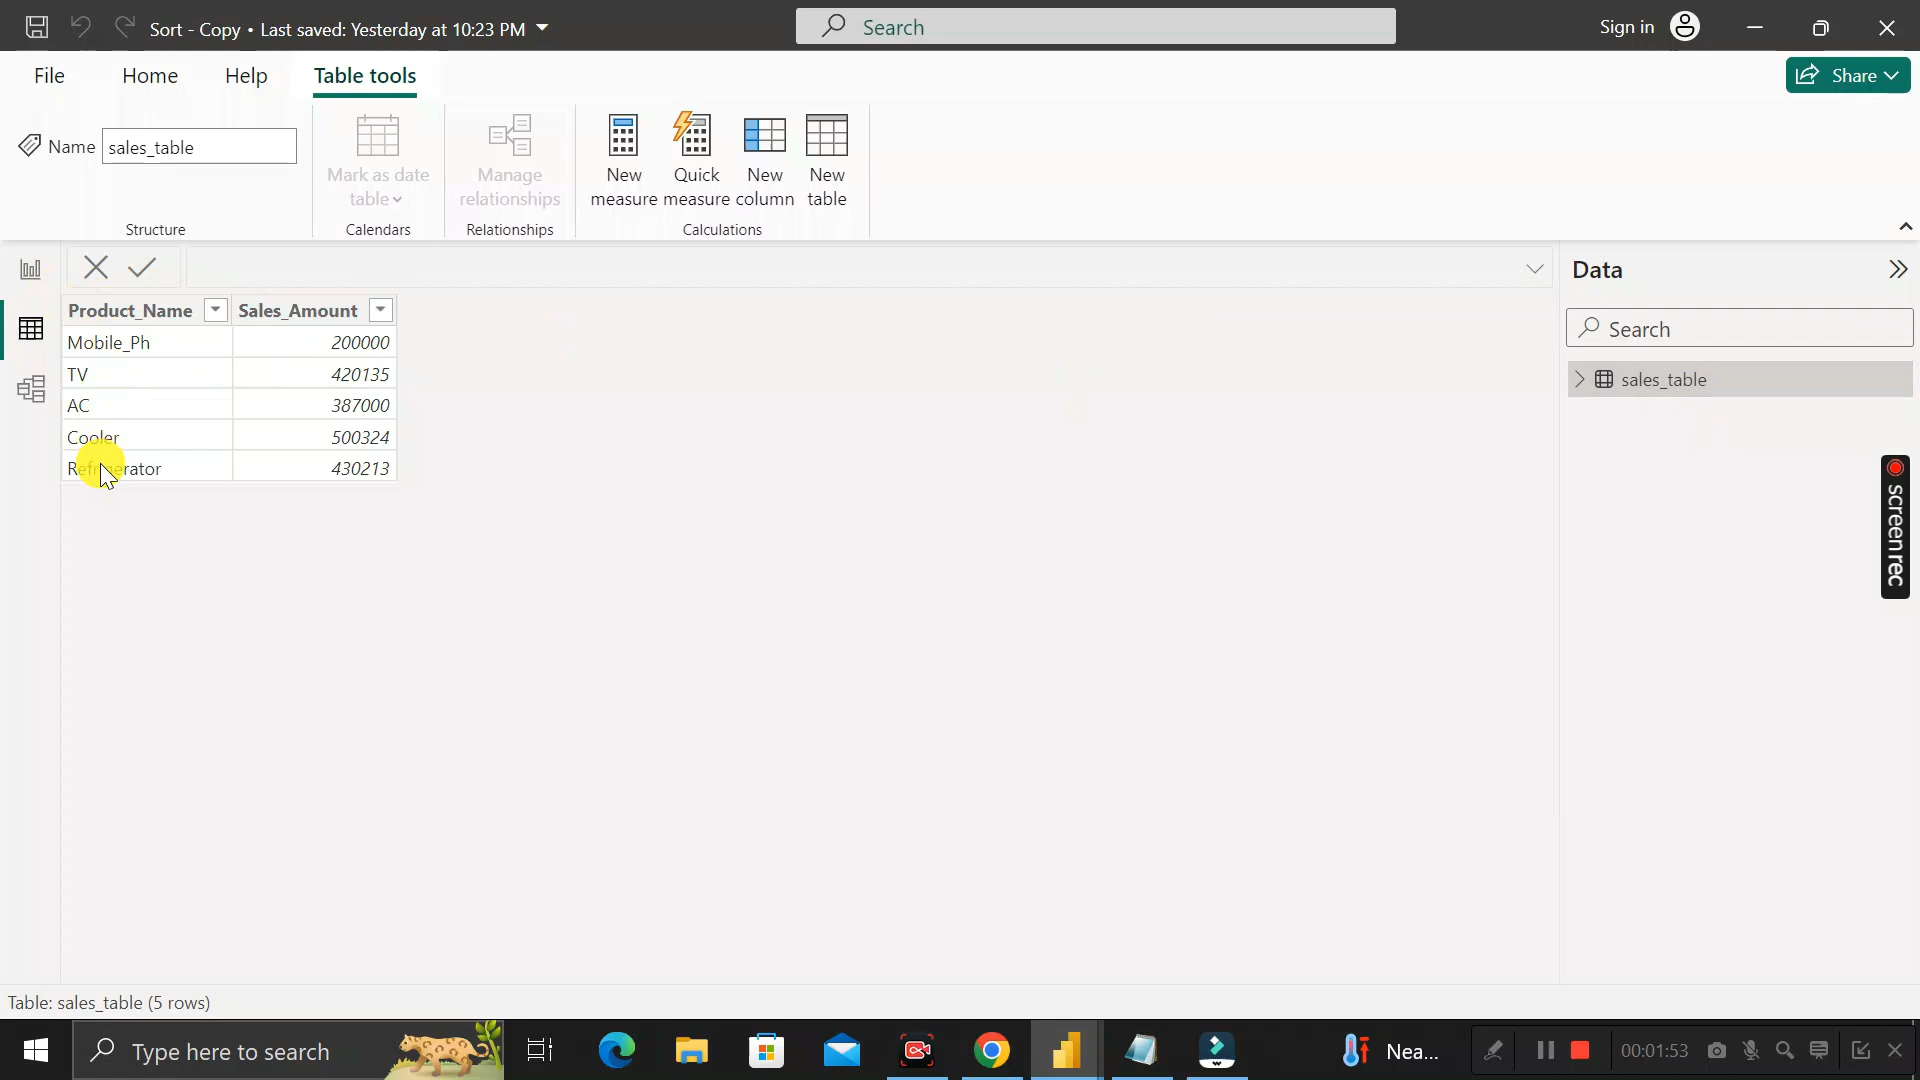 Sort - Copy • Last saved: Yesterday at 10:23 PM
Search
Sign in
File
Home
Help
Table tools
Share
Name
sales_table
Mark as date table
Manage relationships
New measure
Quick measure
New column
New table
Structure
Calendars
Relationships
Calculations
Data
Product_Name Sales_Amount
Mobile_Ph 200000
TV 420135
AC 387000
Cooler 500324
Refrigerator 430213
Search
sales_table
screen rec
Table: sales_table (5 rows)
Type here to search
Nea...
00:01:53